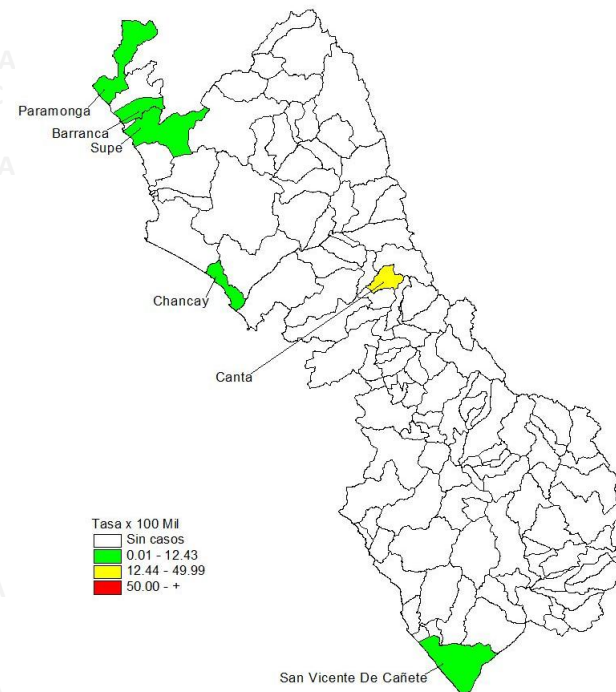 Paramonga
Barranca
Supe
Chancay
Canta
Tasa x 100 Mil
Sin casos
0.01 - 12.43
12.44 - 49.99
50.00 - +
San Vicente De Cañete